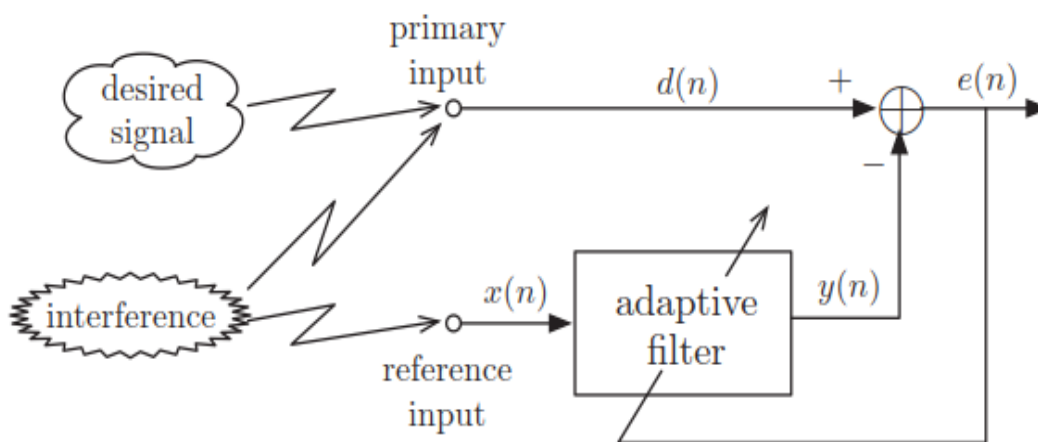 primary
input
desired
signal
d(n)
+
e(n)
−
interference
x(n)
adaptive
filter
y(n)
reference
input